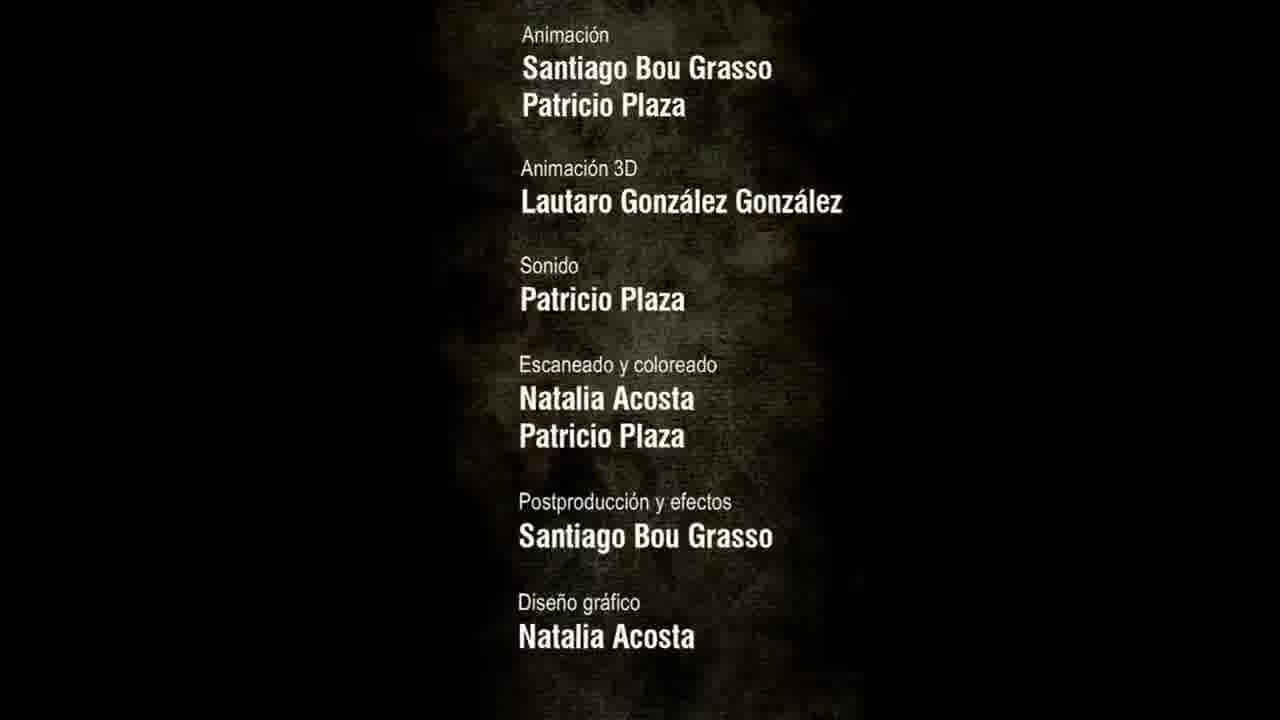 Animación
Santiago Bou Grasso
Patricio Plaza
Animación 3D
Lautaro González González
Sonido
Patricio Plaza
Escaneado y coloreado
Natalia Acosta
Patricio Plaza
Postproducción y efectos
Santiago Bou Grasso
Diseño gráfico
Natalia Acosta